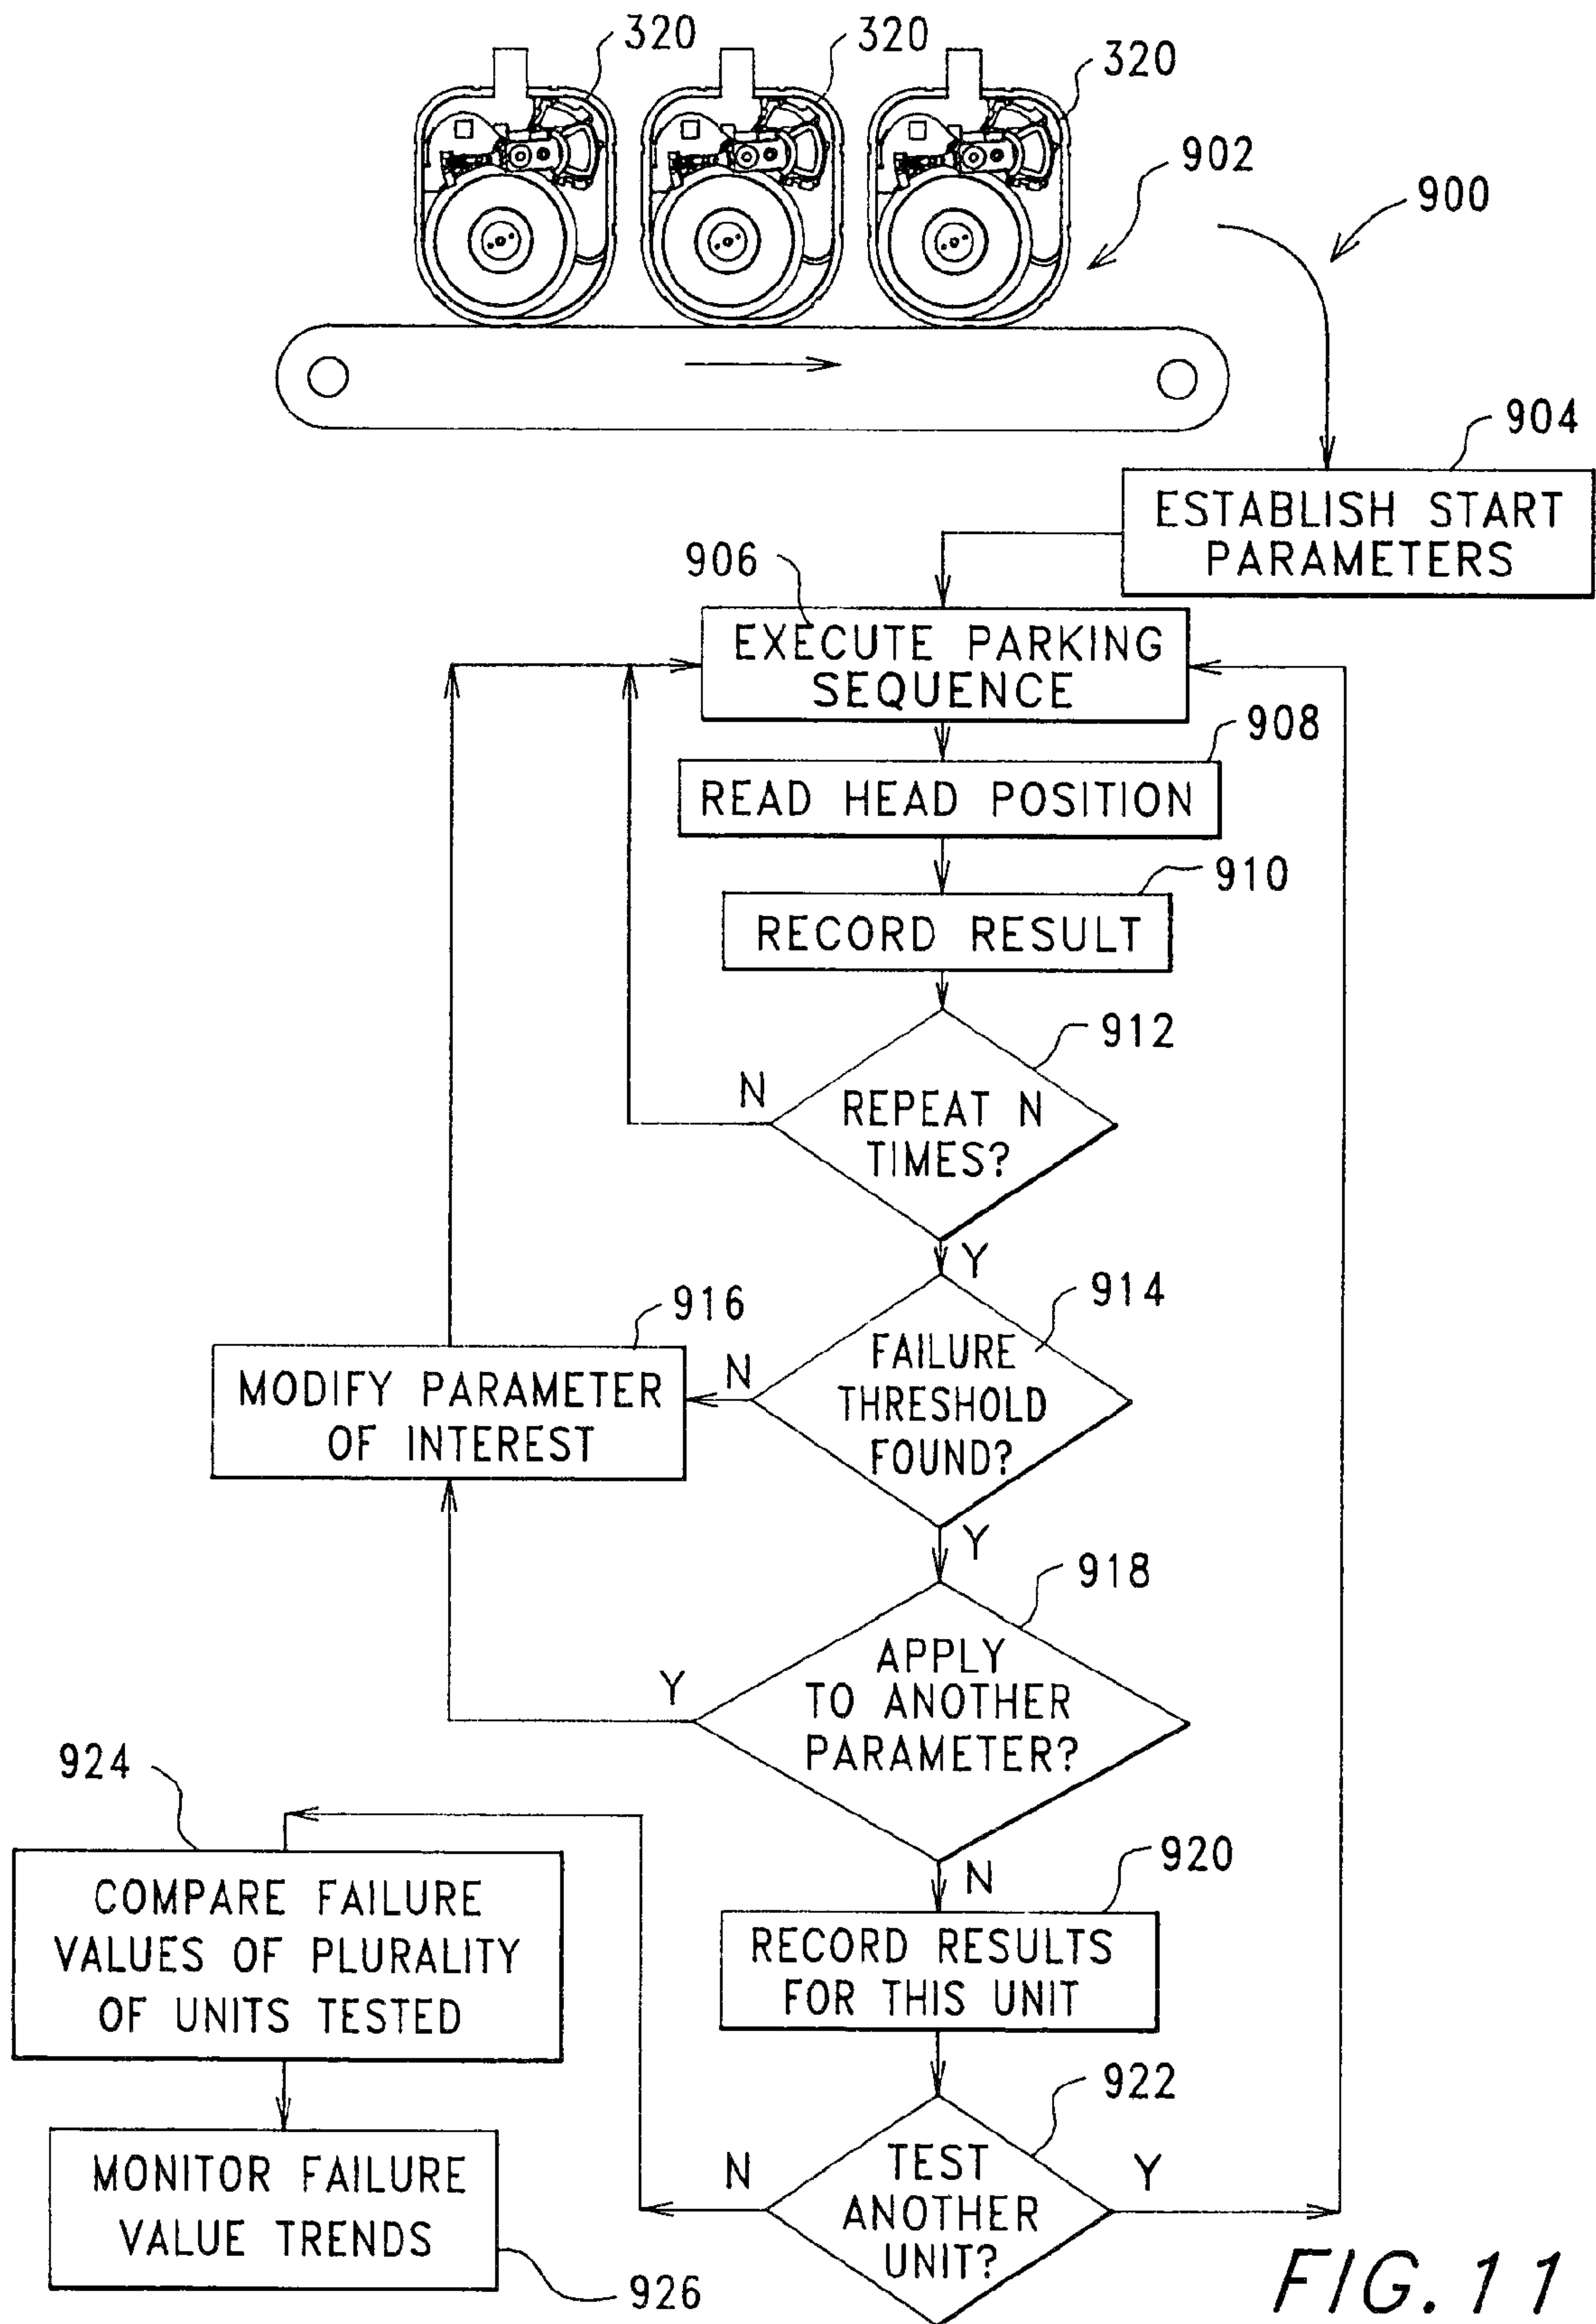 320
320
320
902
900
904
ESTABLISH START
PARAMETERS
906
EXECUTE PARKING
SEQUENCE
908
READ HEAD POSITION
910
RECORD RESULT
912
N
REPEAT N
TIMES?
Y
914
916
FAILURE
THRESHOLD
FOUND?
N
MODIFY PARAMETER
OF INTEREST
Y
918
APPLY
TO ANOTHER
PARAMETER?
Y
924
N
920
COMPARE FAILURE
VALUES OF PLURALITY
OF UNITS TESTED
RECORD RESULTS
FOR THIS UNIT
922
TEST
ANOTHER
UNIT?
N
Y
MONITOR FAILURE
VALUE TRENDS
926
FIG.11